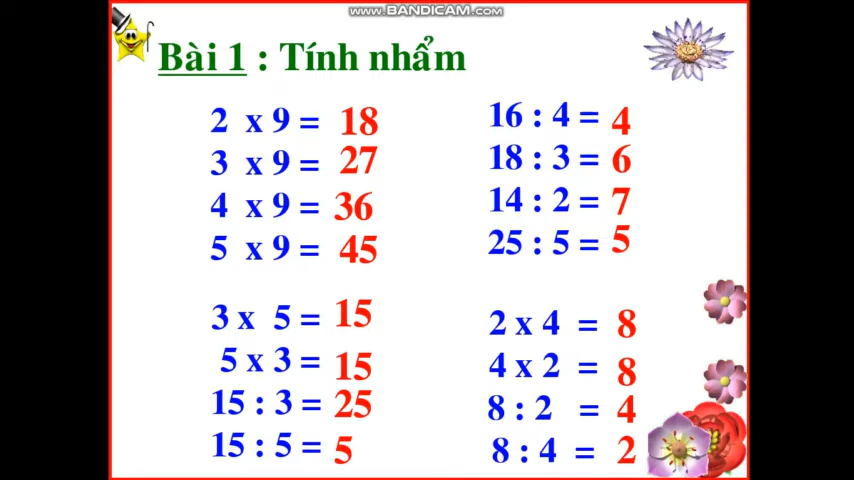 www.BANDICAM.com
Bài 1 : Tính nhẩm
2 x 9 = 18
3 x 9 = 27
4 x 9 = 36
5 x 9 = 45
16 : 4 = 4
18 : 3 = 6
14 : 2 = 7
25 : 5 = 5
3 x 5 = 15
5 x 3 = 15
15 : 3 = 25
15 : 5 = 5
2 x 4 = 8
4 x 2 = 8
8 : 2 = 4
8 : 4 = 2